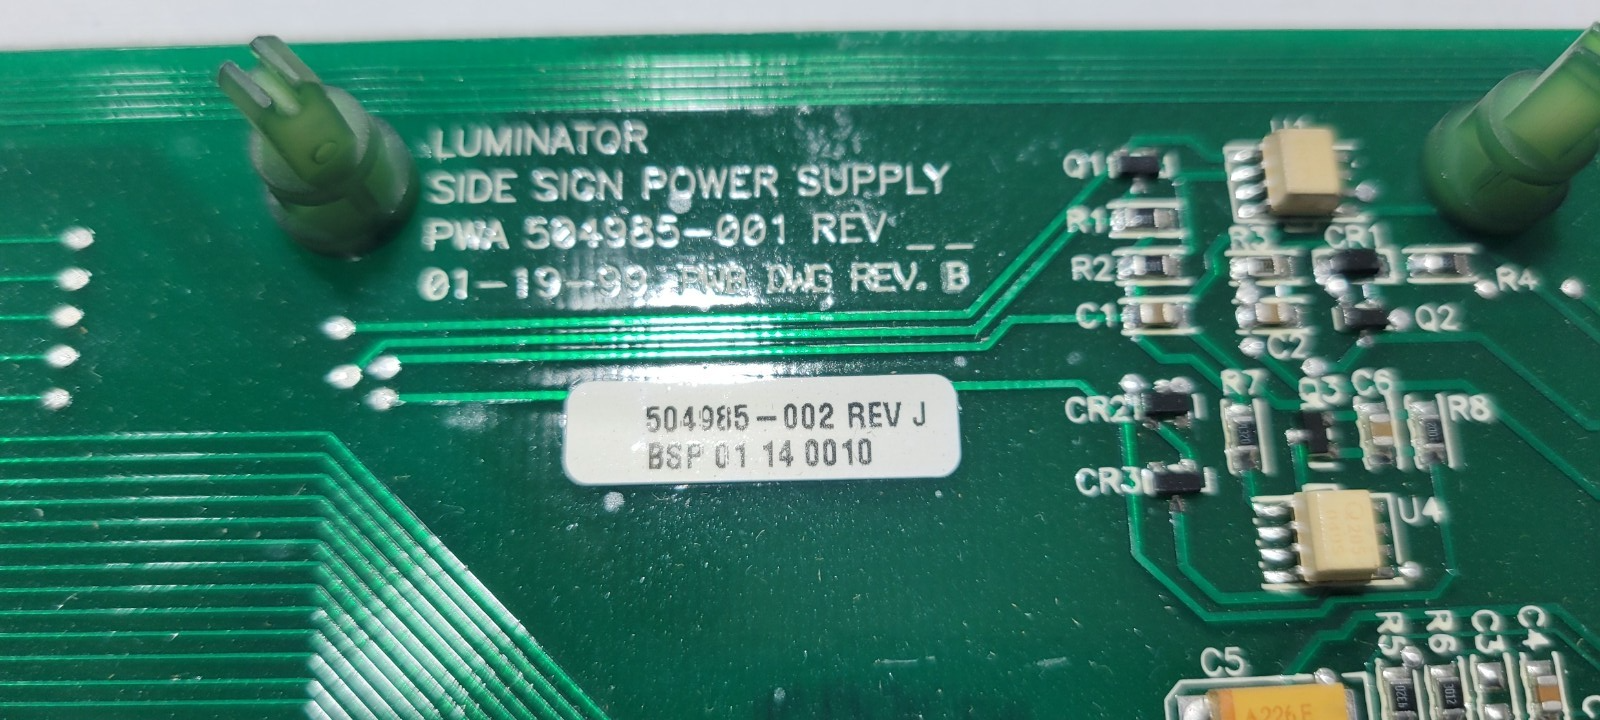 LUMINATOR
SIDE SIGN POWER SUPPLY
PWA 504985-001 REV _ _
01-19-99 PWB DWG REV. B
504985-002 REV J
BSP 01 14 0010
Q1
R1
R2
R3
CR1
R4
C1
C2
Q2
CR2
R7
Q3
C6
R8
CR3
U4
C5
R5
R6
C3
C4